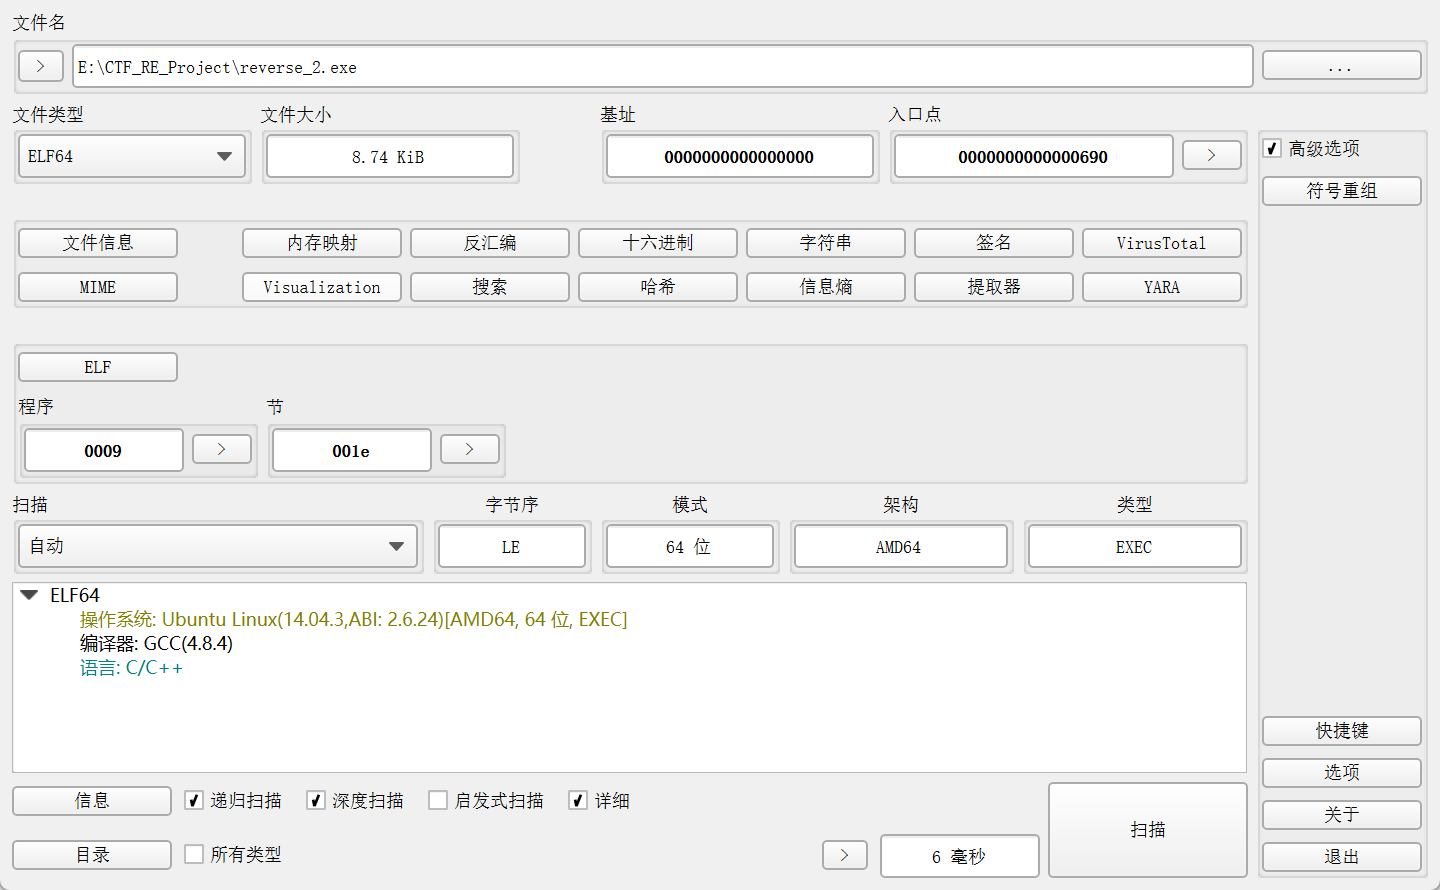 文件名
> E:\CTF_RE_Project\reverse_2.exe ...
文件类型 文件大小 基址 入口点
ELF64 8.74 KiB 0000000000000000 0000000000000690 > 高级选项
符号重组
文件信息 内存映射 反汇编 十六进制 字符串 签名 VirusTotal
MIME Visualization 搜索 哈希 信息熵 提取器 YARA
ELF
程序 节
0009 > 001e >
扫描 字节序 模式 架构 类型
自动 LE 64 位 AMD64 EXEC
ELF64
操作系统: Ubuntu Linux(14.04.3,ABI: 2.6.24)[AMD64, 64 位, EXEC]
编译器: GCC(4.8.4)
语言: C/C++
快捷键
选项
信息 递归扫描 深度扫描 启发式扫描 详细 扫描 关于
目录 所有类型 > 6 毫秒 退出